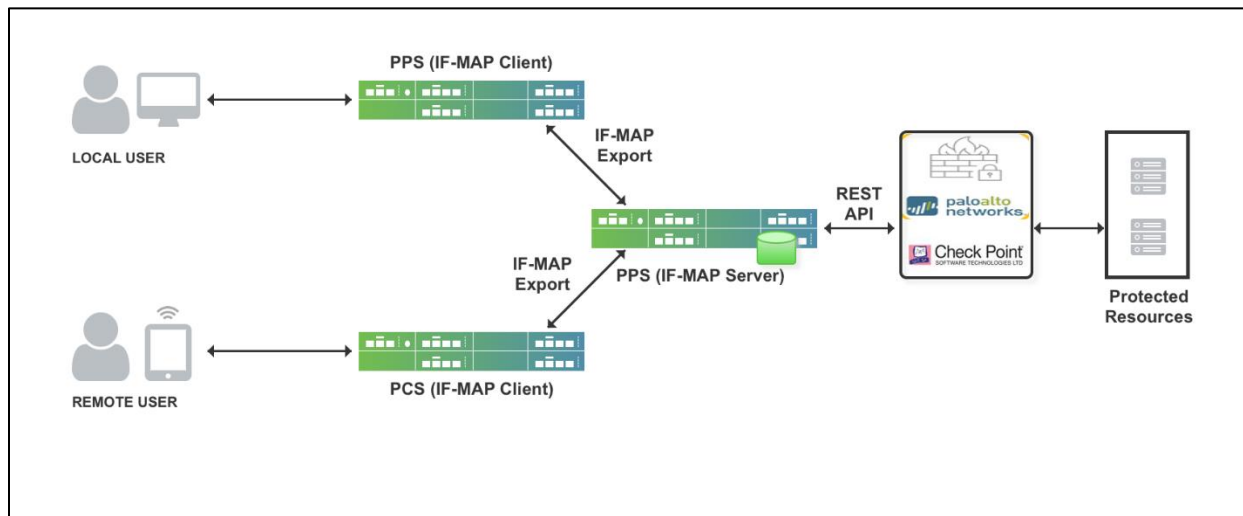 PPS (IF-MAP Client)
LOCAL USER
IF-MAP
Export
REST
API
paloalto
networks
Check Point
SOFTWARE TECHNOLOGIES LTD
IF-MAP
Export
PPS (IF-MAP Server)
Protected
Resources
REMOTE USER
PCS (IF-MAP Client)